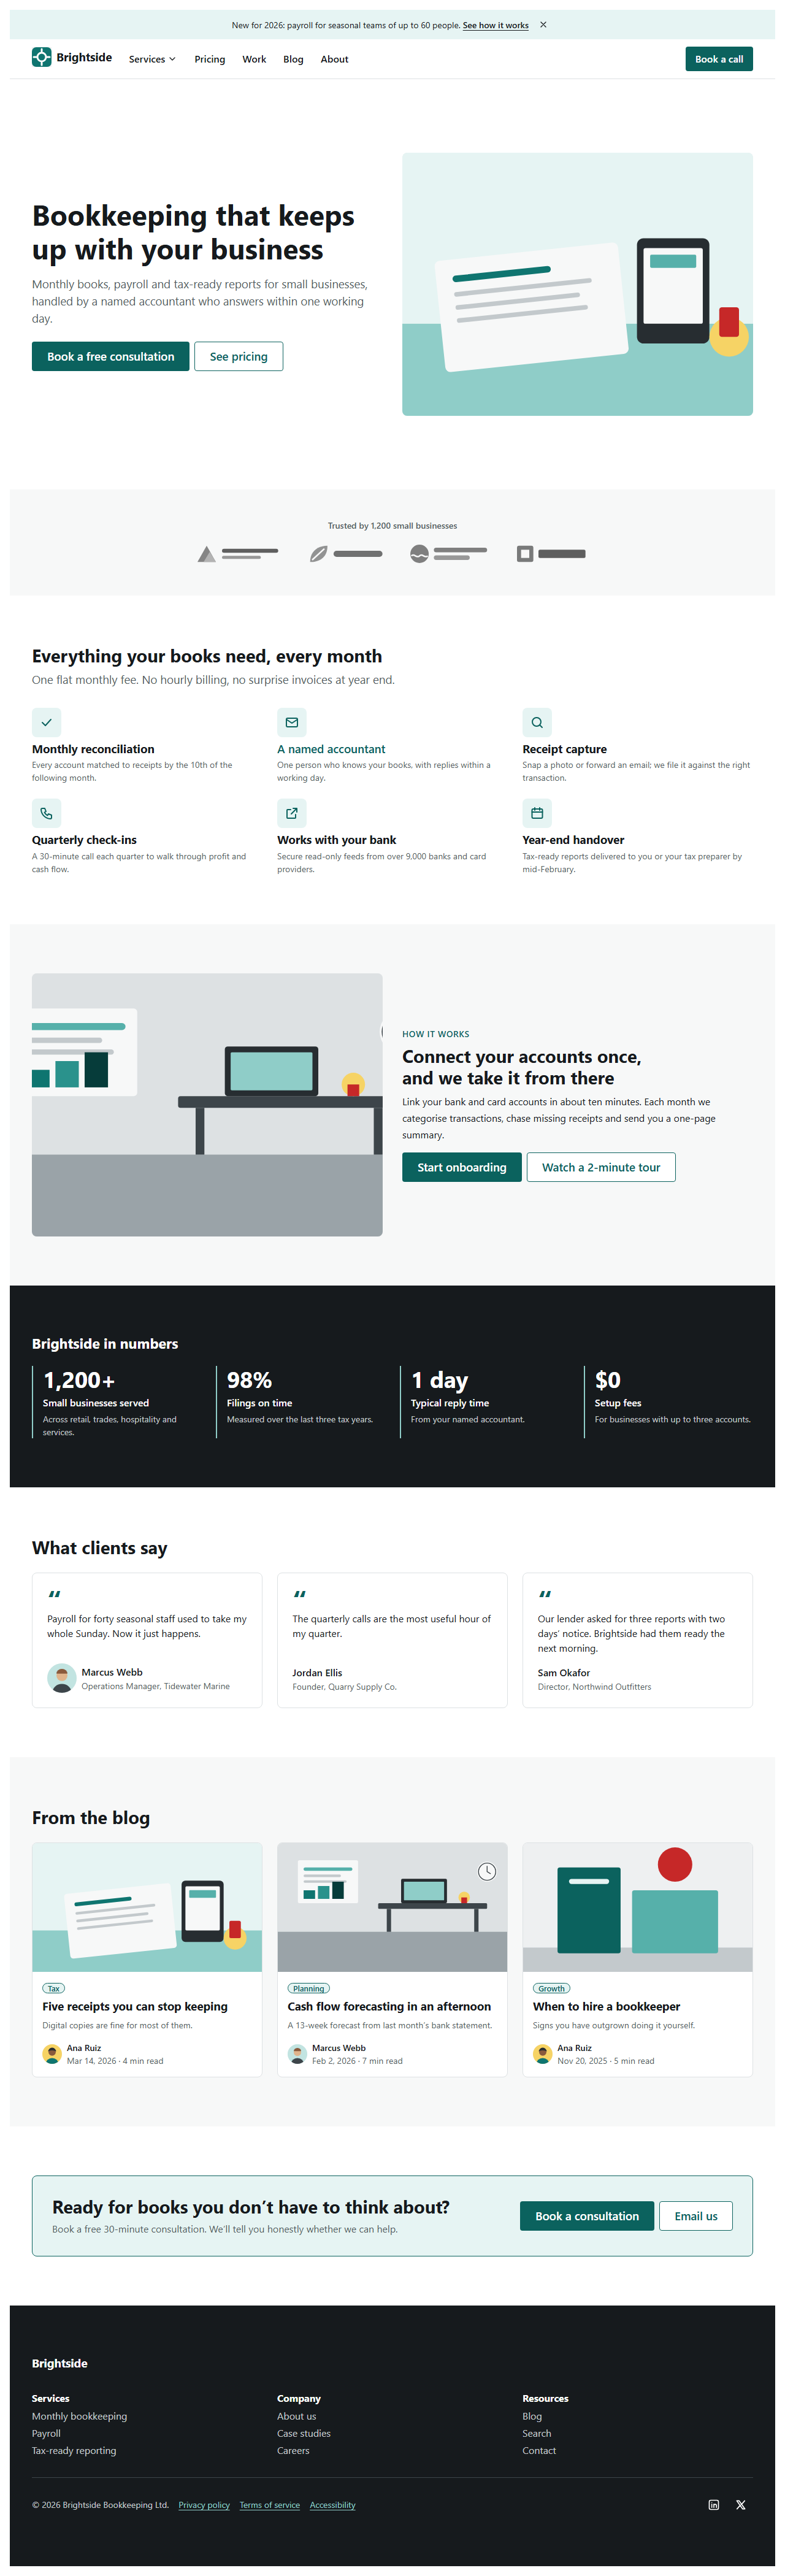 New for 2026: payroll for seasonal teams of up to 60 people. See how it works
Brightside
Services
Pricing
Work
Blog
About
Book a call
Bookkeeping that keeps
up with your business
Monthly books, payroll and tax-ready reports for small businesses,
handled by a named accountant who answers within one working
day.
Book a free consultation
See pricing
Trusted by 1,200 small businesses
Everything your books need, every month
One flat monthly fee. No hourly billing, no surprise invoices at year end.
Monthly reconciliation
Every account matched to receipts by the 10th of the
following month.
A named accountant
One person who knows your books, with replies within a
working day.
Receipt capture
Snap a photo or forward an email; we file it against the right
transaction.
Quarterly check-ins
A 30-minute call each quarter to walk through profit and
cash flow.
Works with your bank
Secure read-only feeds from over 9,000 banks and card
providers.
Year-end handover
Tax-ready reports delivered to you or your tax preparer by
mid-February.
HOW IT WORKS
Connect your accounts once,
and we take it from there
Link your bank and card accounts in about ten minutes. Each month we
categorise transactions, chase missing receipts and send you a one-page
summary.
Start onboarding
Watch a 2-minute tour
Brightside in numbers
1,200+
Small businesses served
Across retail, trades, hospitality and
services.
98%
Filings on time
Measured over the last three tax years.
1 day
Typical reply time
From your named accountant.
$0
Setup fees
For businesses with up to three accounts.
What clients say
“
Payroll for forty seasonal staff used to take my
whole Sunday. Now it just happens.
Marcus Webb
Operations Manager, Tidewater Marine
“
The quarterly calls are the most useful hour of
my quarter.
Jordan Ellis
Founder, Quarry Supply Co.
“
Our lender asked for three reports with two
days’ notice. Brightside had them ready the
next morning.
Sam Okafor
Director, Northwind Outfitters
From the blog
Tax
Five receipts you can stop keeping
Digital copies are fine for most of them.
Ana Ruiz
Mar 14, 2026 · 4 min read
Planning
Cash flow forecasting in an afternoon
A 13-week forecast from last month’s bank statement.
Marcus Webb
Feb 2, 2026 · 7 min read
Growth
When to hire a bookkeeper
Signs you have outgrown doing it yourself.
Ana Ruiz
Nov 20, 2025 · 5 min read
Ready for books you don’t have to think about?
Book a free 30-minute consultation. We’ll tell you honestly whether we can help.
Book a consultation
Email us
Brightside
Services
Monthly bookkeeping
Payroll
Tax-ready reporting
Company
About us
Case studies
Careers
Resources
Blog
Search
Contact
© 2026 Brightside Bookkeeping Ltd.
Privacy policy
Terms of service
Accessibility